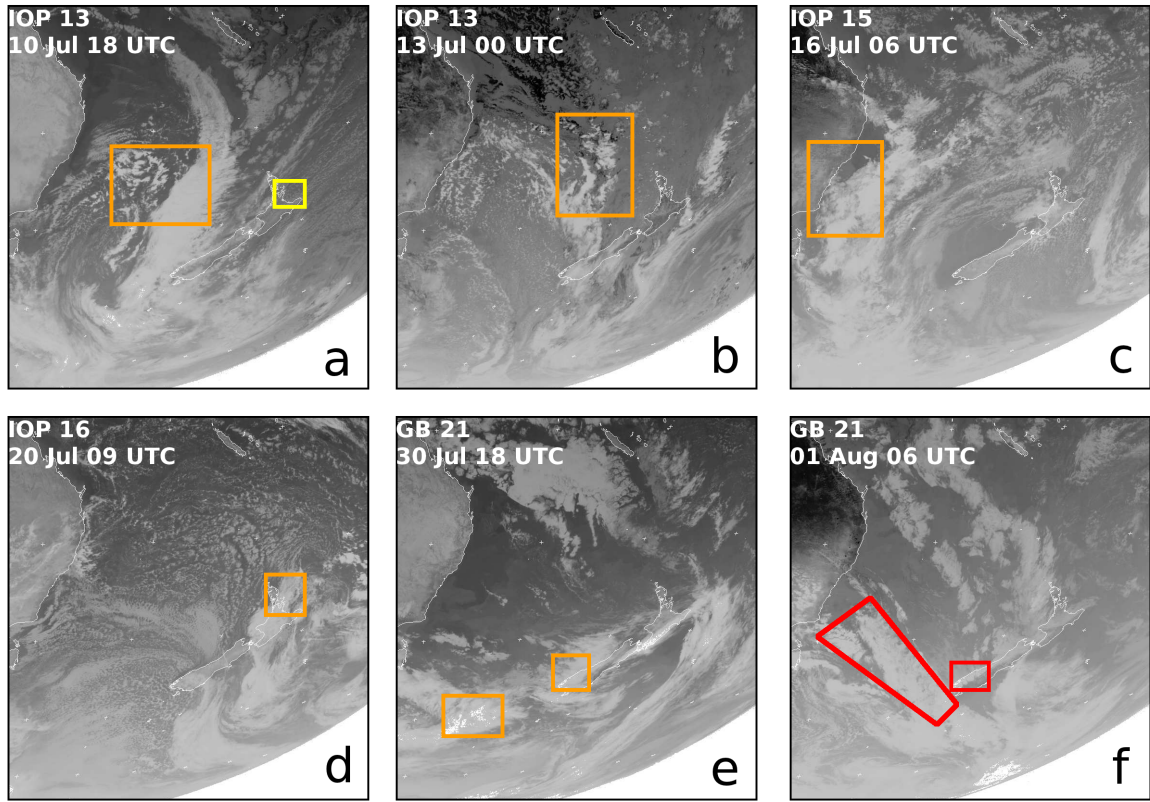 IOP 13
10 Jul 18 UTC
a
IOP 13
13 Jul 00 UTC
b
IOP 15
16 Jul 06 UTC
c
IOP 16
20 Jul 09 UTC
d
GB 21
30 Jul 18 UTC
e
GB 21
01 Aug 06 UTC
f